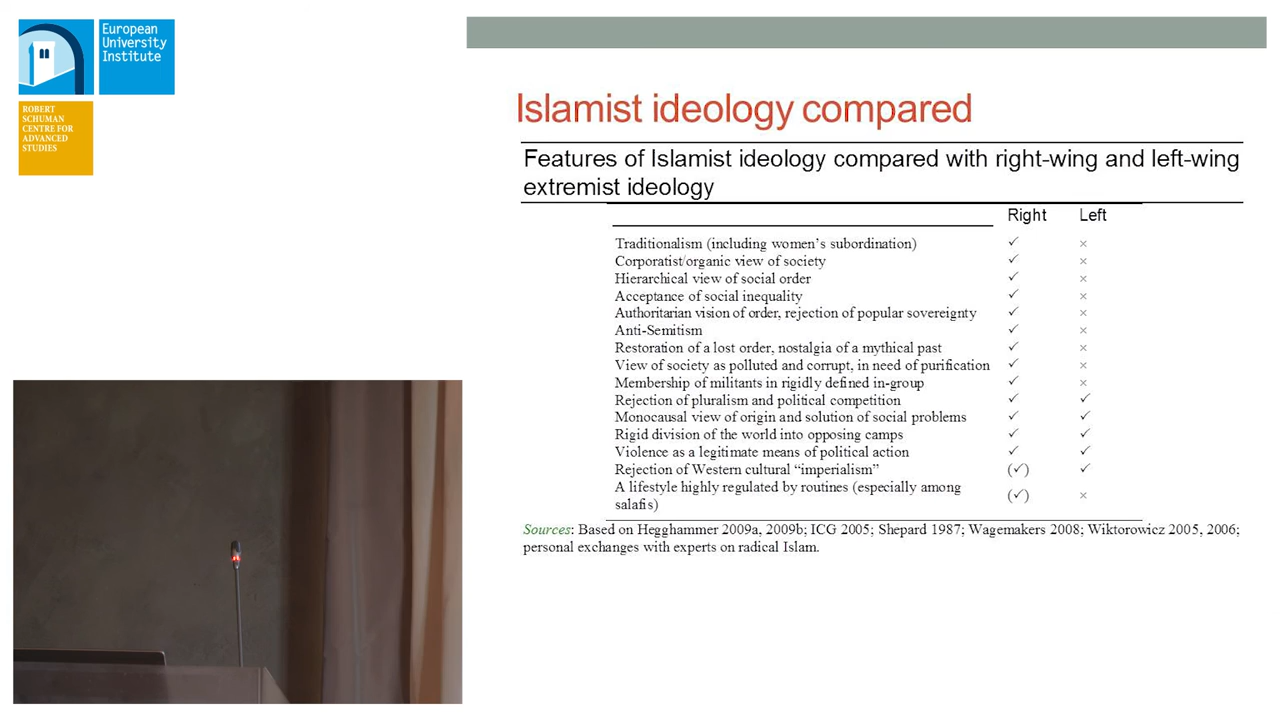 European
University
Institute
ROBERT
SCHUMAN
CENTRE FOR
ADVANCED
STUDIES
Islamist ideology compared
Features of Islamist ideology compared with right-wing and left-wing
extremist ideology
Right Left
Traditionalism (including women's subordination) ✓ ×
Corporatist/organic view of society ✓ ×
Hierarchical view of social order ✓ ×
Acceptance of social inequality ✓ ×
Authoritarian vision of order, rejection of popular sovereignty ✓ ×
Anti-Semitism ✓ ×
Restoration of a lost order, nostalgia of a mythical past ✓ ×
View of society as polluted and corrupt, in need of purification ✓ ×
Membership of militants in rigidly defined in-group ✓ ×
Rejection of pluralism and political competition ✓ ✓
Monocausal view of origin and solution of social problems ✓ ✓
Rigid division of the world into opposing camps ✓ ✓
Violence as a legitimate means of political action ✓ ✓
Rejection of Western cultural “imperialism” (✓) ✓
A lifestyle highly regulated by routines (especially among
salafis) (✓) ×
Sources: Based on Hegghammer 2009a, 2009b; ICG 2005; Shepard 1987; Wagemakers 2008; Wiktorowicz 2005, 2006;
personal exchanges with experts on radical Islam.